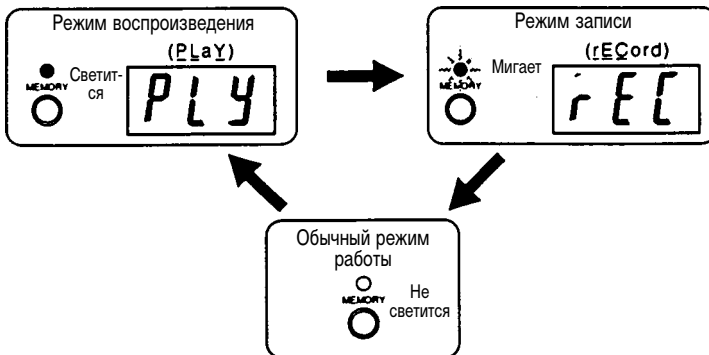 Режим воспроизведения
(PLaY)
Светит-
ся
MEMORY
PLY
Режим записи
(rECord)
Мигает
MEMORY
rEC
Обычный режим
работы
MEMORY
Не
светится